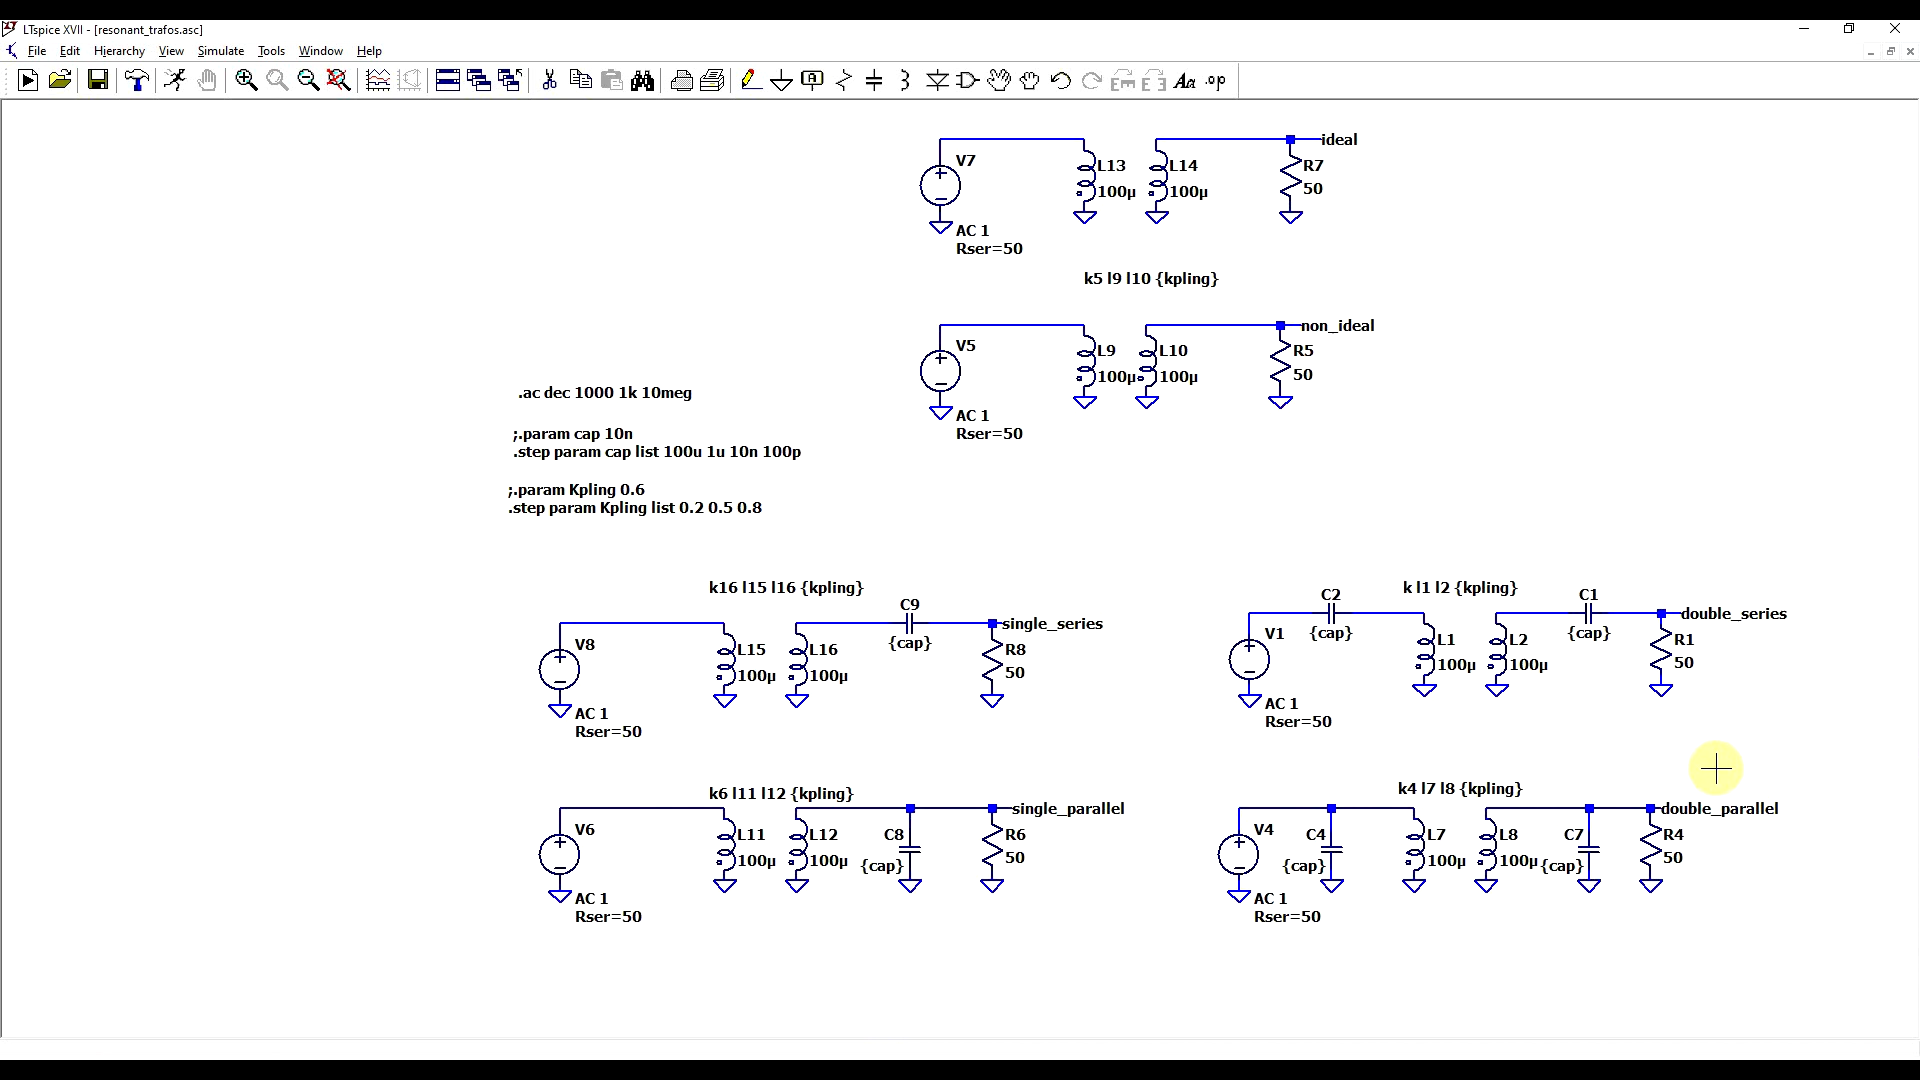 LTspice XVII - [resonant_trafos.asc]
File Edit Hierarchy View Simulate Tools Window Help
ideal
V7
L13
L14
R7
100µ
100µ
50
AC 1
Rser=50
k5 l9 l10 {kpling}
non_ideal
V5
L9
L10
R5
100µ
100µ
50
AC 1
Rser=50
.ac dec 1000 1k 10meg
;.param cap 10n
.step param cap list 100u 1u 10n 100p
;.param Kpling 0.6
.step param Kpling list 0.2 0.5 0.8
k16 l15 l16 {kpling}
C9
single_series
{cap}
V8
L15
L16
R8
100µ
100µ
50
AC 1
Rser=50
C2
k l1 l2 {kpling}
C1
double_series
V1
{cap}
{cap}
L1
L2
R1
100µ
100µ
50
AC 1
Rser=50
k6 l11 l12 {kpling}
single_parallel
V6
L11
L12
C8
R6
100µ
100µ
{cap}
50
AC 1
Rser=50
k4 l7 l8 {kpling}
double_parallel
V4
C4
L7
L8
C7
R4
{cap}
100µ
100µ
{cap}
50
AC 1
Rser=50